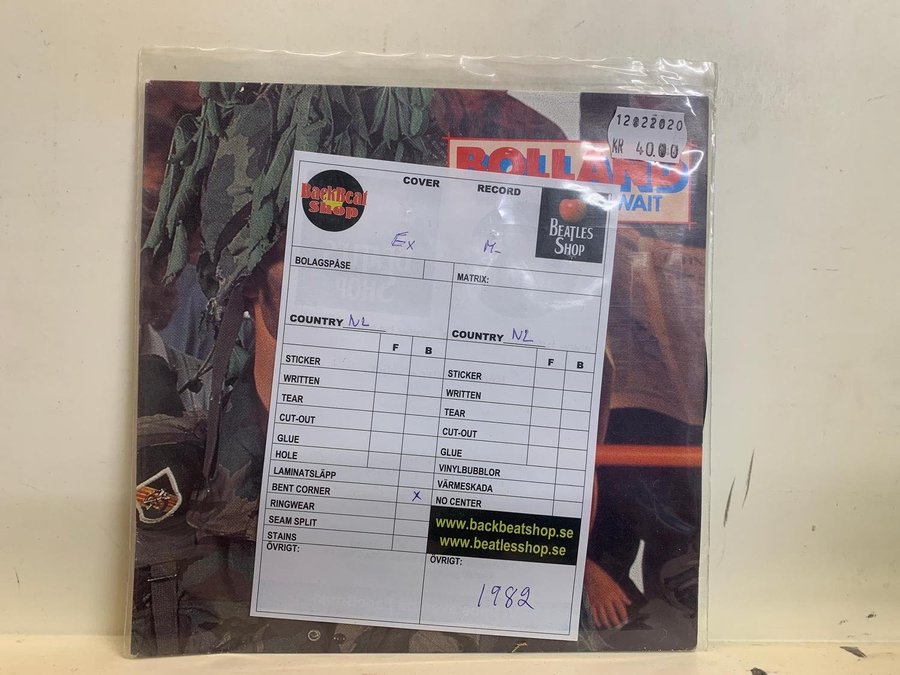 12022020
KR 40.00
BOLLAND
WAIT
BackBeat
Shop
COVER
RECORD
BEATLES
SHOP
Ex
M-
BOLAGSPÅSE
MATRIX:
COUNTRY NL
COUNTRY NL
F B
F B
STICKER
STICKER
WRITTEN
WRITTEN
TEAR
TEAR
CUT-OUT
CUT-OUT
GLUE
GLUE
HOLE
VINYLBUBBLOR
LAMINATSLÄPP
VÄRMESKADA
BENT CORNER x
NO CENTER
RINGWEAR
SEAM SPLIT
STAINS
www.backbeatshop.se
www.beatlesshop.se
ÖVRIGT:
ÖVRIGT:
1982